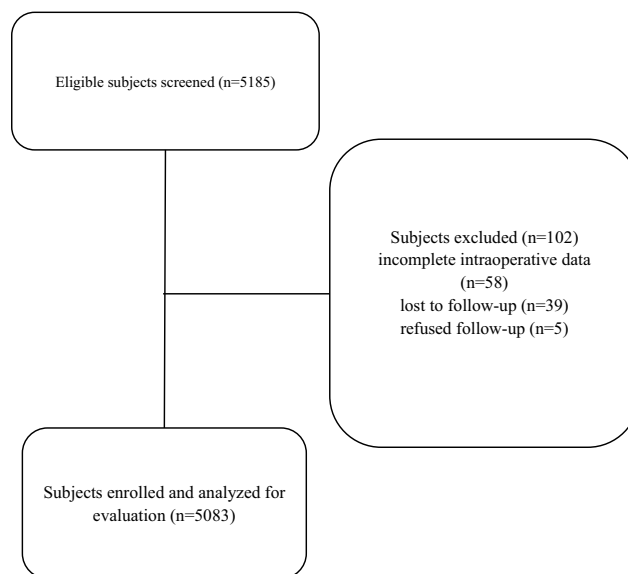 Eligible subjects screened (n=5185)
Subjects excluded (n=102)
incomplete intraoperative data
(n=58)
lost to follow-up (n=39)
refused follow-up (n=5)
Subjects enrolled and analyzed for
evaluation (n=5083)